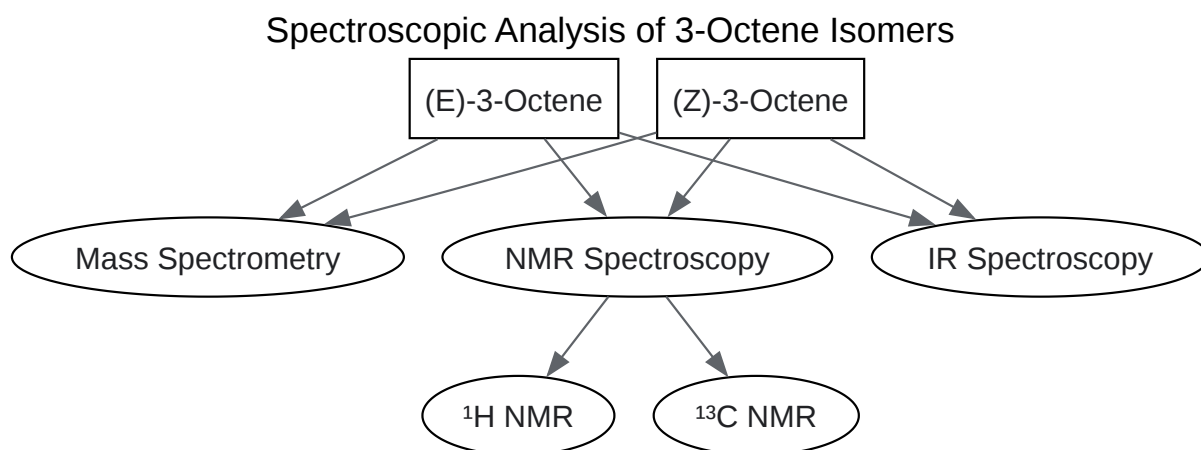 Spectroscopic Analysis of 3-Octene Isomers
(E)-3-Octene
(Z)-3-Octene
Mass Spectrometry
NMR Spectroscopy
IR Spectroscopy
¹H NMR
¹³C NMR